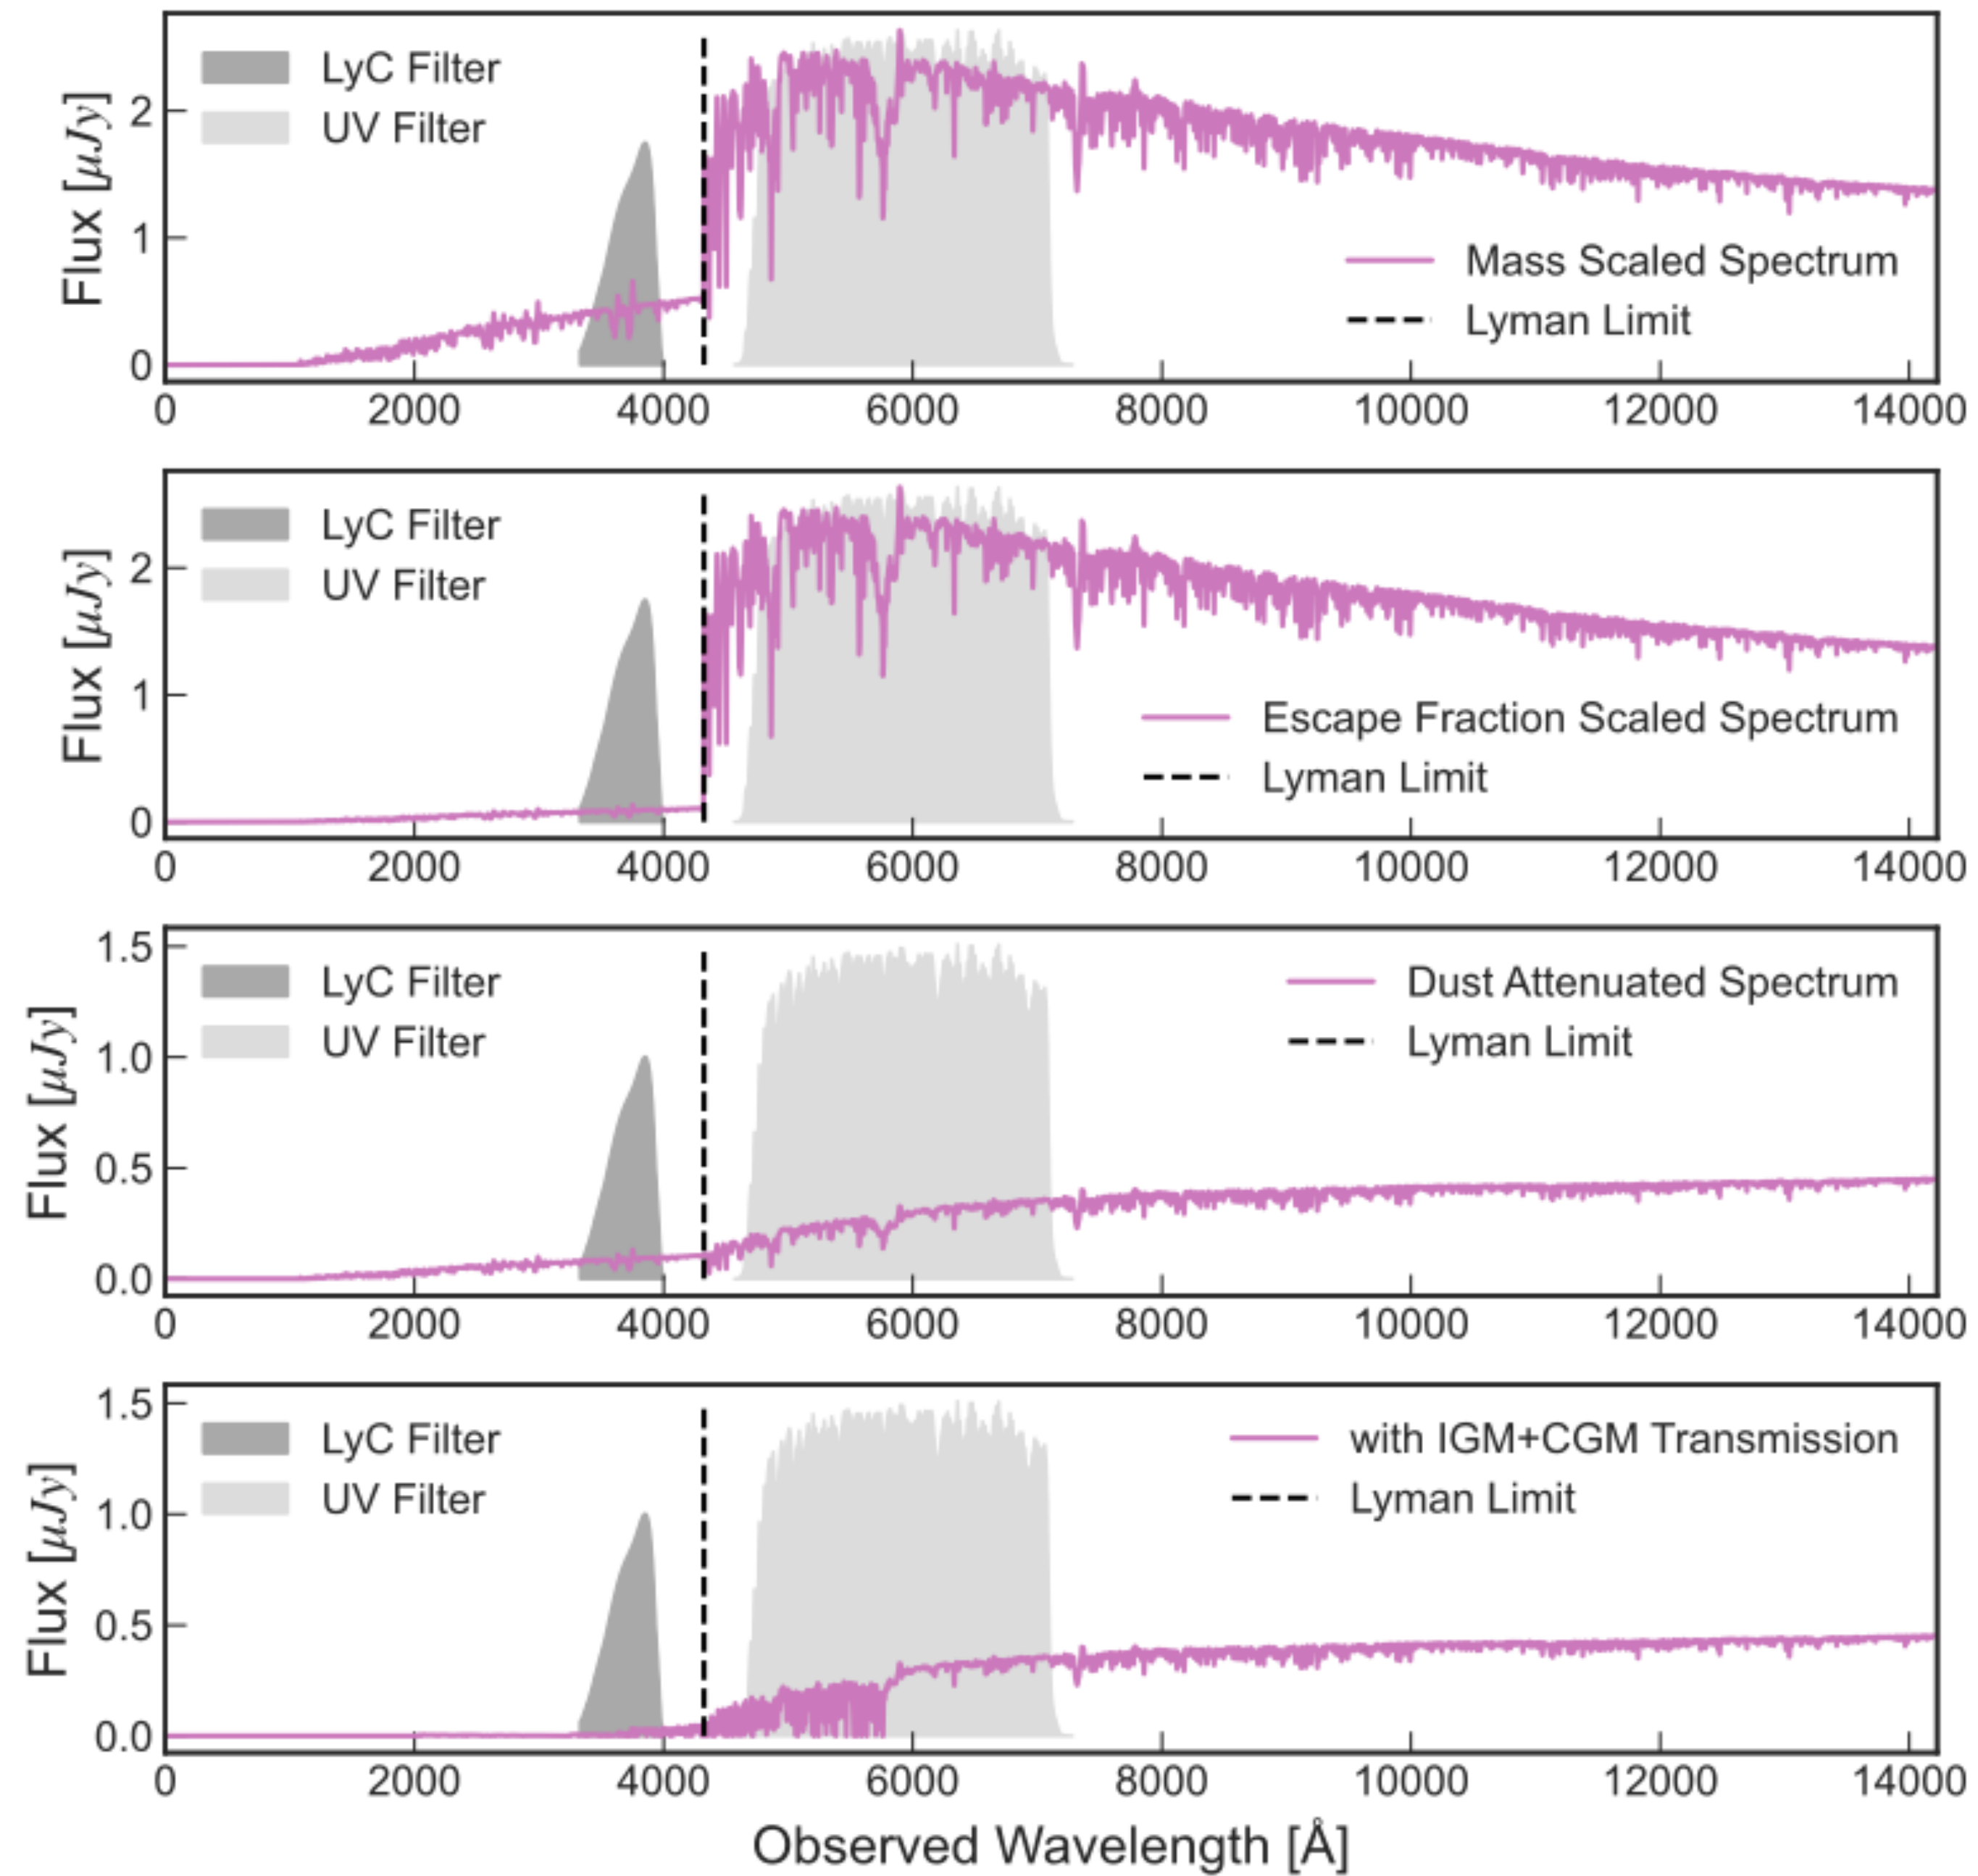 LyC Filter
UV Filter
Flux [μJy]
2
1
0
Mass Scaled Spectrum
Lyman Limit
0 2000 4000 6000 8000 10000 12000 14000
LyC Filter
UV Filter
Flux [μJy]
2
1
0
Escape Fraction Scaled Spectrum
Lyman Limit
0 2000 4000 6000 8000 10000 12000 14000
LyC Filter
UV Filter
Flux [μJy]
1.5
1.0
0.5
0.0
Dust Attenuated Spectrum
Lyman Limit
0 2000 4000 6000 8000 10000 12000 14000
LyC Filter
UV Filter
Flux [μJy]
1.5
1.0
0.5
0.0
with IGM+CGM Transmission
Lyman Limit
0 2000 4000 6000 8000 10000 12000 14000
Observed Wavelength [Å]